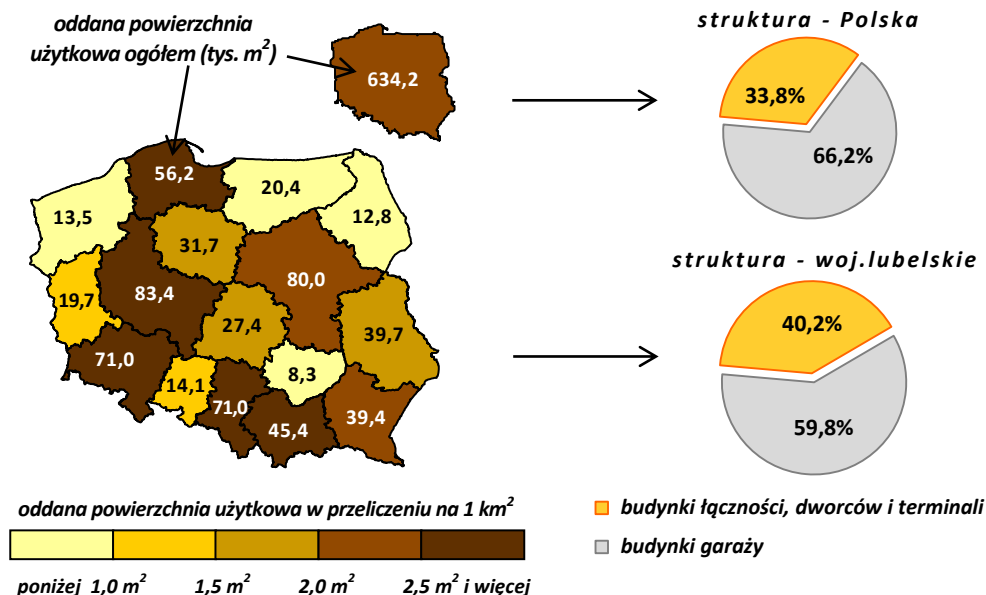 oddana powierzchnia
użytkowa ogółem (tys. m²)
634,2
struktura - Polska
33,8%
66,2%
56,2
20,4
13,5
12,8
31,7
80,0
83,4
19,7
27,4
39,7
71,0
14,1
71,0
8,3
45,4
39,4
struktura - woj.lubelskie
40,2%
59,8%
oddana powierzchnia użytkowa w przeliczeniu na 1 km²
poniżej 1,0 m² 1,5 m² 2,0 m² 2,5 m² i więcej
budynki łączności, dworców i terminali
budynki garaży